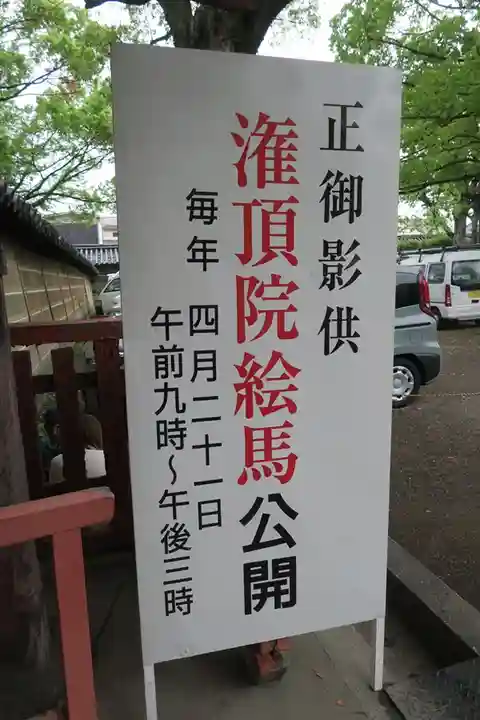 正御影供
潅頂院絵馬公開
毎年 四月二十一日
午前九時～午後三時